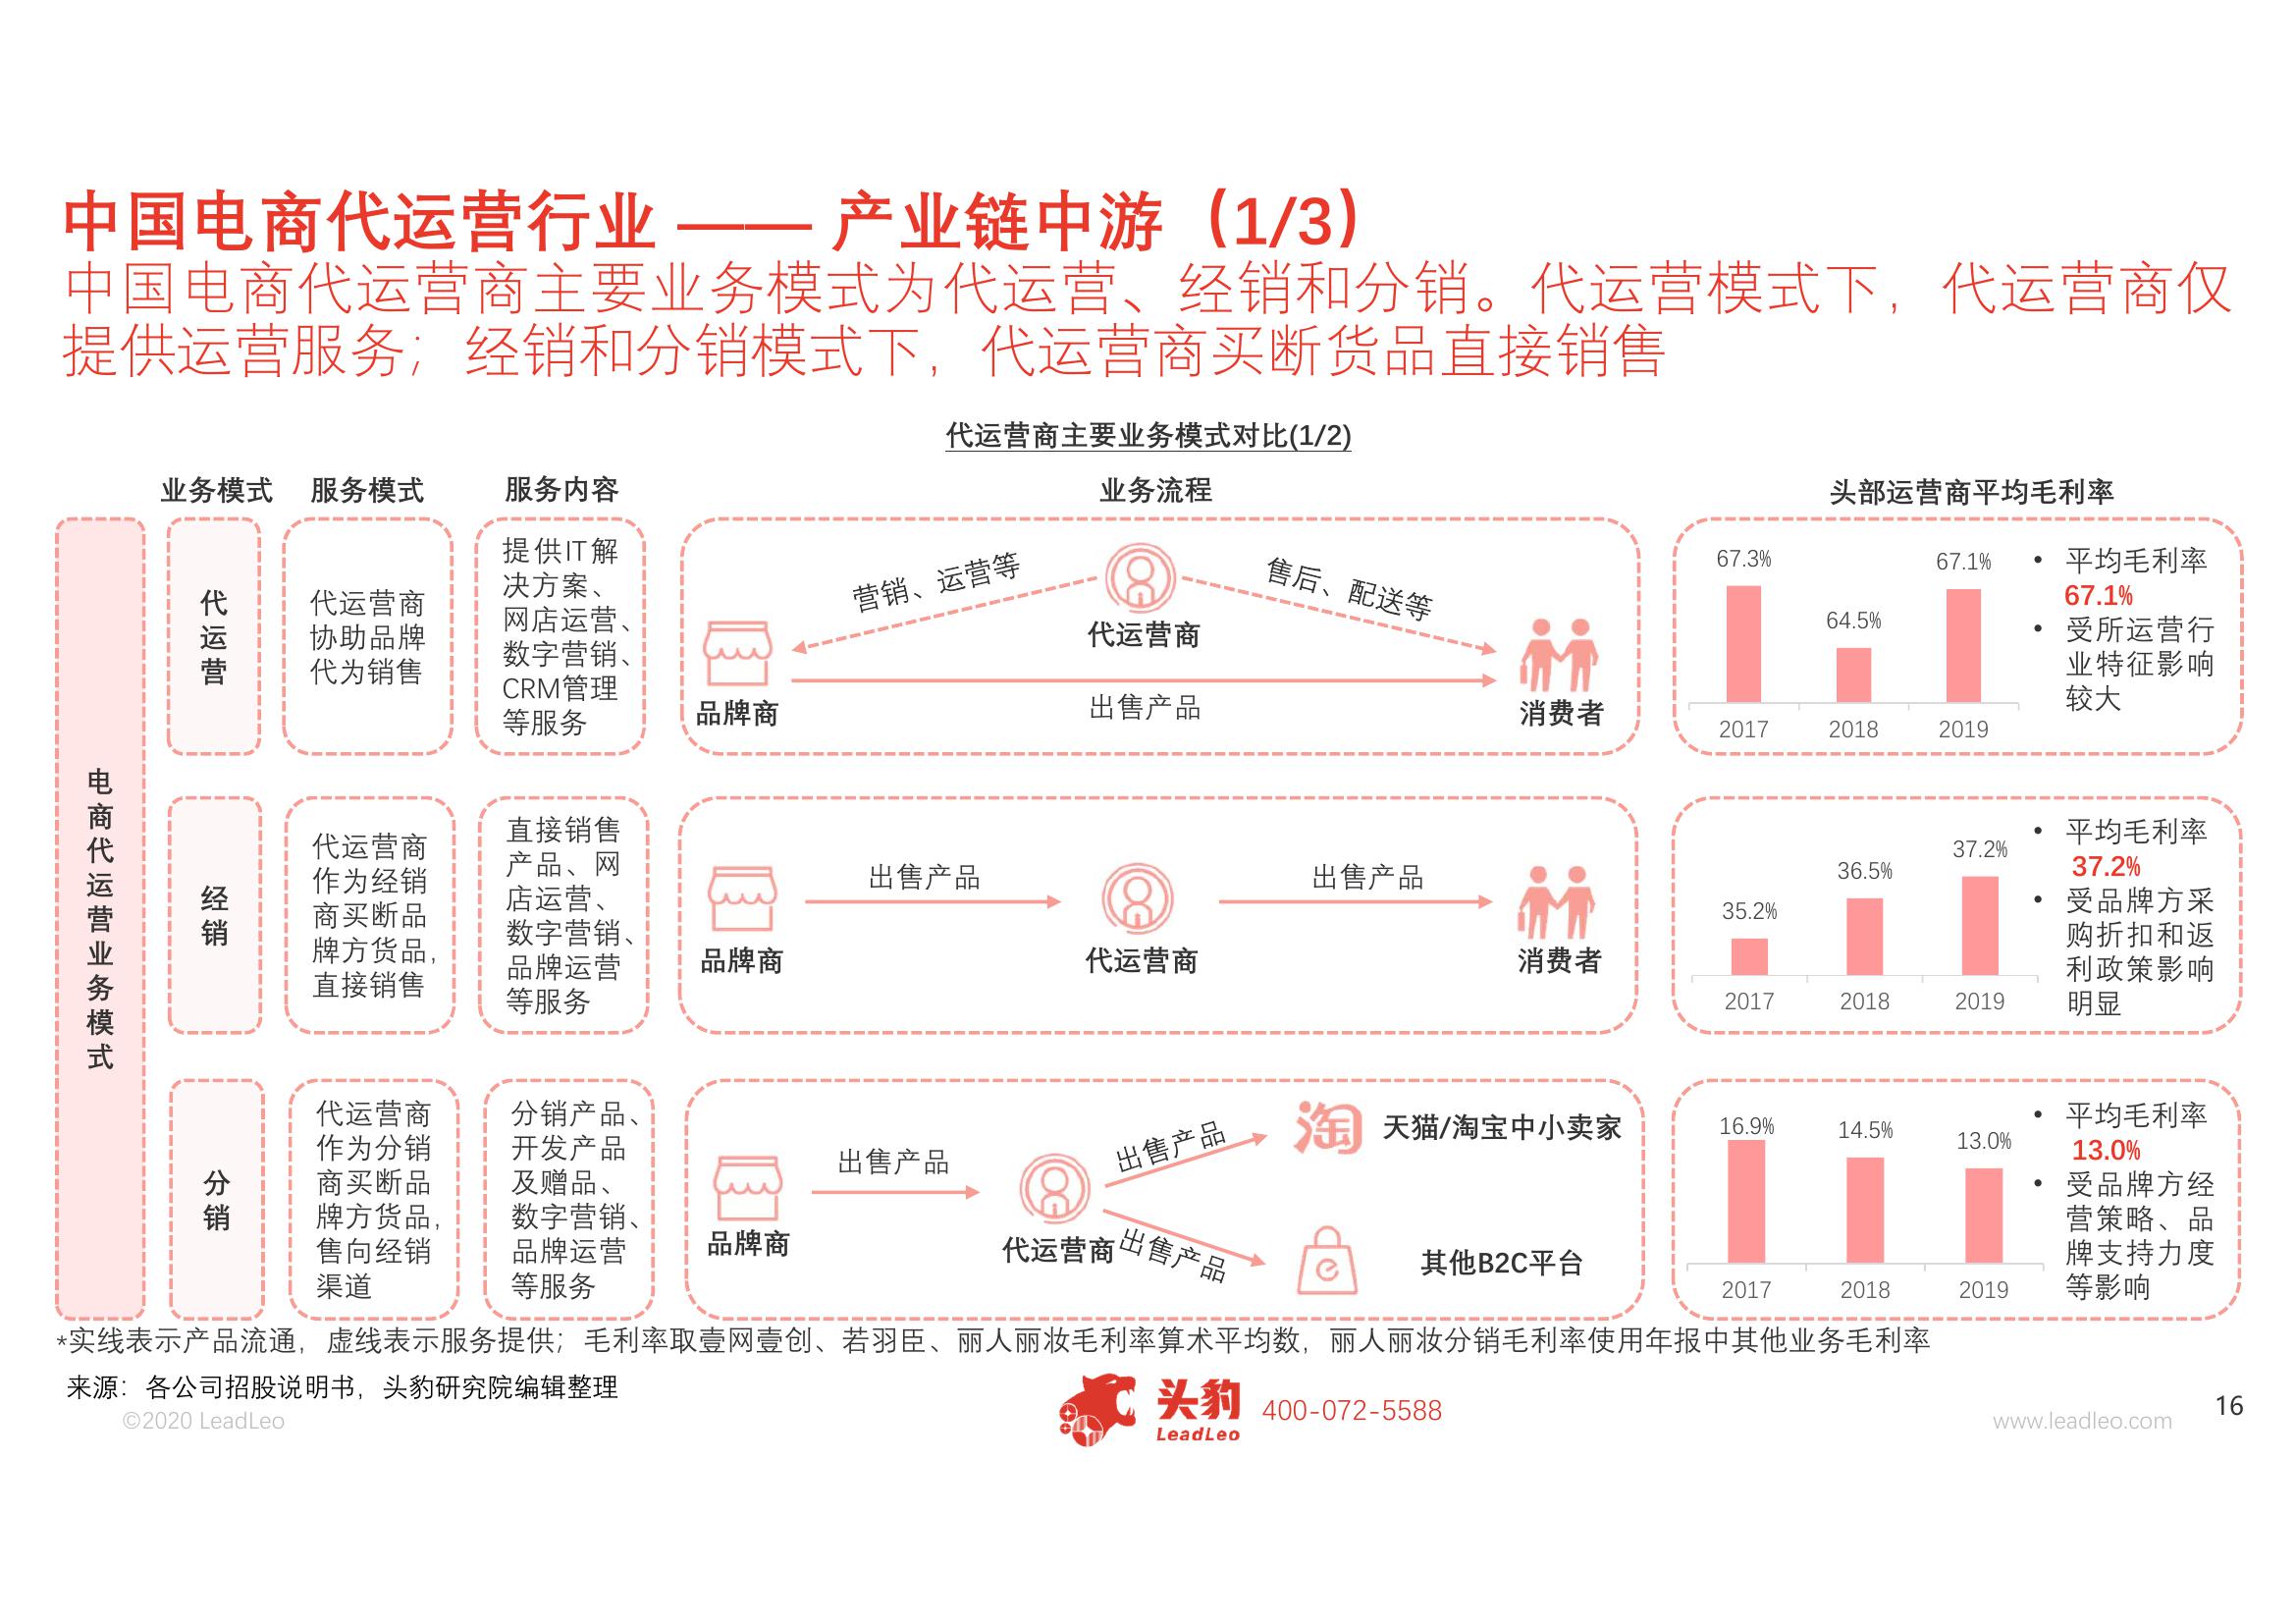 中国电商代运营行业 —— 产业链中游（1/3）
中国电商代运营商主要业务模式为代运营、经销和分销。代运营模式下，代运营商仅
提供运营服务；经销和分销模式下，代运营商买断货品直接销售
代运营商主要业务模式对比(1/2)
业务模式
服务模式
服务内容
业务流程
头部运营商平均毛利率
电商代运营业务模式
代运营
代运营商
协助品牌
代为销售
提供IT解
决方案、
网店运营、
数字营销、
CRM管理
等服务
营销、运营等
售后、配送等
代运营商
品牌商
出售产品
消费者
67.3%
64.5%
67.1%
2017
2018
2019
• 平均毛利率
67.1%
• 受所运营行
业特征影响
较大
经销
代运营商
作为经销
商买断品
牌方货品，
直接销售
直接销售
产品、网
店运营、
数字营销、
品牌运营
等服务
出售产品
出售产品
品牌商
代运营商
消费者
35.2%
36.5%
37.2%
2017
2018
2019
• 平均毛利率
37.2%
• 受品牌方采
购折扣和返
利政策影响
明显
分销
代运营商
作为分销
商买断品
牌方货品，
售向经销
渠道
分销产品、
开发产品
及赠品、
数字营销、
品牌运营
等服务
出售产品
品牌商
代运营商
出售产品
淘
天猫/淘宝中小卖家
出售产品
其他B2C平台
16.9%
14.5%
13.0%
2017
2018
2019
• 平均毛利率
13.0%
• 受品牌方经
营策略、品
牌支持力度
等影响
*实线表示产品流通，虚线表示服务提供；毛利率取壹网壹创、若羽臣、丽人丽妆毛利率算术平均数，丽人丽妆分销毛利率使用年报中其他业务毛利率
来源：各公司招股说明书，头豹研究院编辑整理
©2020 LeadLeo
头豹
LeadLeo
400-072-5588
www.leadleo.com
16